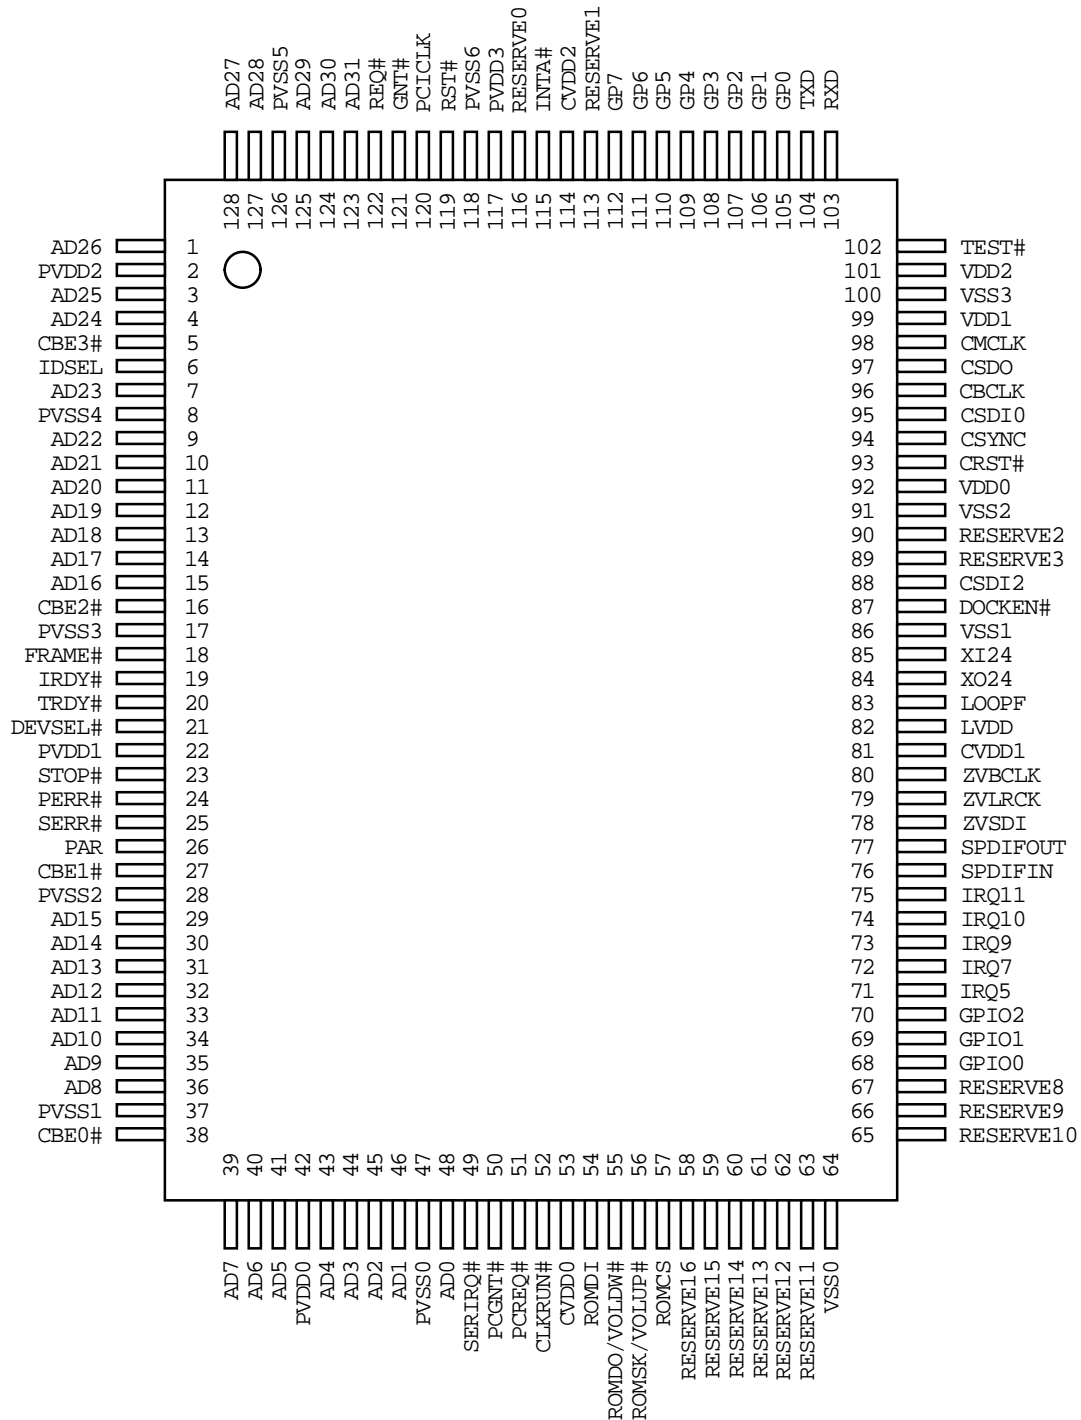 AD27 AD28 PVSS5 AD29 AD30 AD31 REQ# GNT# PCICLK RST# PVSS6 PVDD3 RESERVE0 INTA# CVDD2 RESERVE1 GP7 GP6 GP5 GP4 GP3 GP2 GP1 GP0 TXD RXD
128 127 126 125 124 123 122 121 120 119 118 117 116 115 114 113 112 111 110 109 108 107 106 105 104 103
AD26 1 102 TEST#
PVDD2 2 101 VDD2
AD25 3 100 VSS3
AD24 4 99 VDD1
CBE3# 5 98 CMCLK
IDSEL 6 97 CSDO
AD23 7 96 CBCLK
PVSS4 8 95 CSDI0
AD22 9 94 CSYNC
AD21 10 93 CRST#
AD20 11 92 VDD0
AD19 12 91 VSS2
AD18 13 90 RESERVE2
AD17 14 89 RESERVE3
AD16 15 88 CSDI2
CBE2# 16 87 DOCKEN#
PVSS3 17 86 VSS1
FRAME# 18 85 XI24
IRDY# 19 84 XO24
TRDY# 20 83 LOOPF
DEVSEL# 21 82 LVDD
PVDD1 22 81 CVDD1
STOP# 23 80 ZVBCLK
PERR# 24 79 ZVLRCK
SERR# 25 78 ZVSDI
PAR 26 77 SPDIFOUT
CBE1# 27 76 SPDIFIN
PVSS2 28 75 IRQ11
AD15 29 74 IRQ10
AD14 30 73 IRQ9
AD13 31 72 IRQ7
AD12 32 71 IRQ5
AD11 33 70 GPIO2
AD10 34 69 GPIO1
AD9 35 68 GPIO0
AD8 36 67 RESERVE8
PVSS1 37 66 RESERVE9
CBE0# 38 65 RESERVE10
39 40 41 42 43 44 45 46 47 48 49 50 51 52 53 54 55 56 57 58 59 60 61 62 63 64
AD7 AD6 AD5 PVDD0 AD4 AD3 AD2 AD1 PVSS0 AD0 SERIRQ# PCGNT# PCREQ# CLKRUN# CVDD0 ROMDI ROMDO/VOLDW# ROMSK/VOLUP# ROMCS RESERVE16 RESERVE15 RESERVE14 RESERVE13 RESERVE12 RESERVE11 VSS0